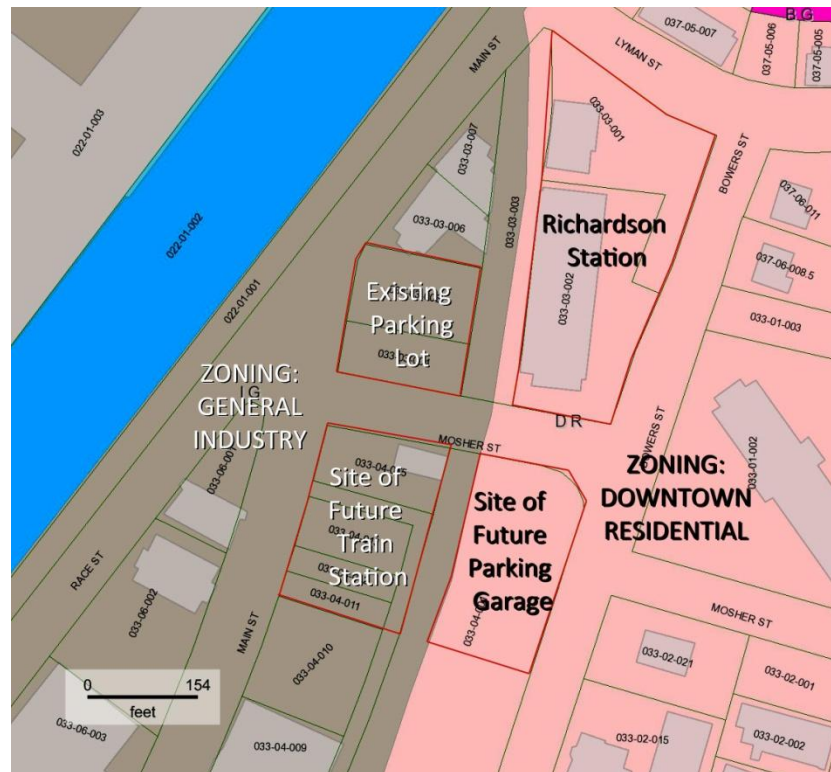 B G
037-05-007
037-05-006
037-05-005
LYMAN ST
MAIN ST
022-01-003
033-03-007
033-03-001
BOWERS ST
022-01-002
033-03-006
033-03-003
037-06-011
Richardson
Station
037-06-008.5
033-03-002
022-01-001
Existing
Parking
Lot
033-01-003
ZONING:
GENERAL
INDUSTRY
I G
D R
MOSHER ST
033-01-002
ZONING:
DOWNTOWN
RESIDENTIAL
Site of
Future
Train
Station
Site of
Future
Parking
Garage
RACE ST
033-06-002
033-04-011
MAIN ST
MOSHER ST
033-04-010
033-02-021
033-02-001
0 154
feet
033-06-003
033-04-009
033-02-015
033-02-002